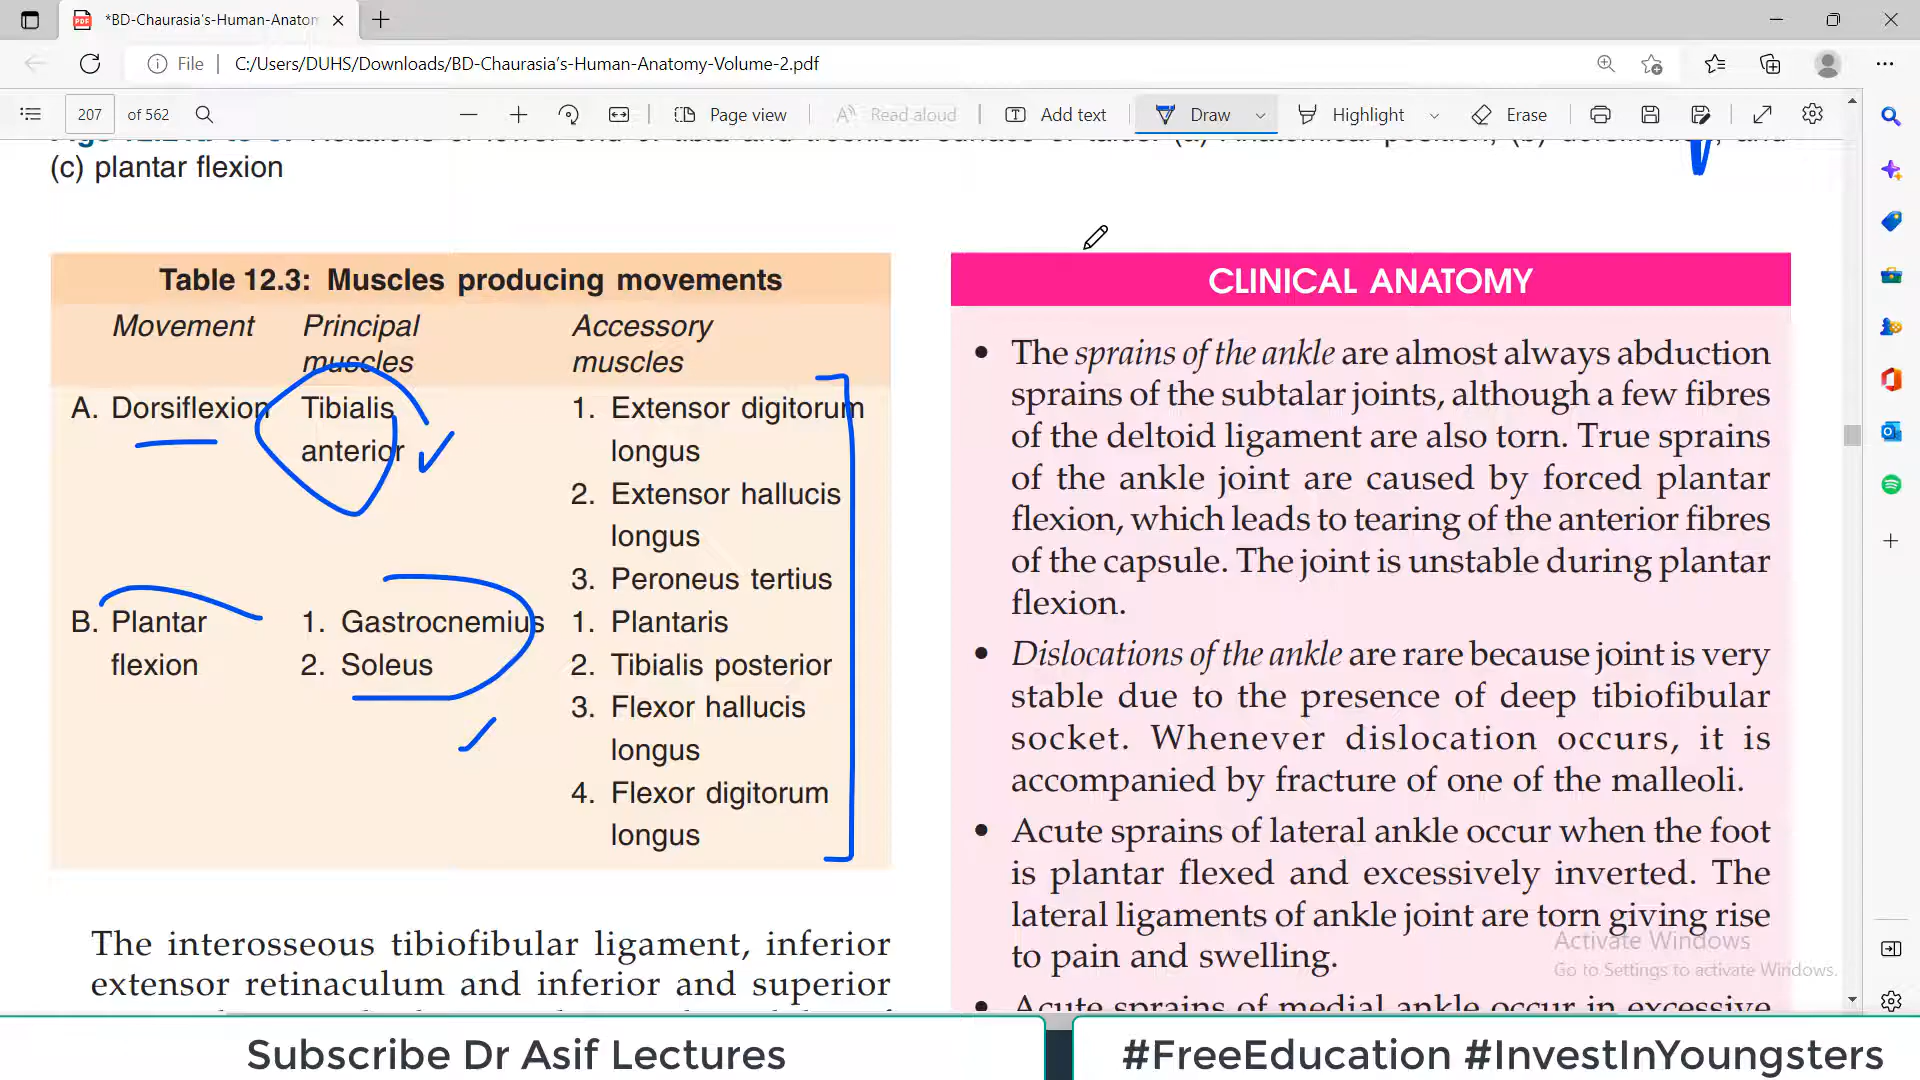 *BD-Chaurasia's-Human-Anatom
File
C:/Users/DUHS/Downloads/BD-Chaurasia's-Human-Anatomy-Volume-2.pdf
207 of 562
Page view
Read aloud
Add text
Draw
Highlight
Erase
(c) plantar flexion
Table 12.3: Muscles producing movements
Movement Principal muscles Accessory muscles
A. Dorsiflexion Tibialis anterior 1. Extensor digitorum
longus
2. Extensor hallucis
longus
3. Peroneus tertius
B. Plantar flexion 1. Gastrocnemius 1. Plantaris
2. Soleus 2. Tibialis posterior
3. Flexor hallucis
longus
4. Flexor digitorum
longus
The interosseous tibiofibular ligament, inferior
extensor retinaculum and inferior and superior
CLINICAL ANATOMY
• The sprains of the ankle are almost always abduction
sprains of the subtalar joints, although a few fibres
of the deltoid ligament are also torn. True sprains
of the ankle joint are caused by forced plantar
flexion, which leads to tearing of the anterior fibres
of the capsule. The joint is unstable during plantar
flexion.
• Dislocations of the ankle are rare because joint is very
stable due to the presence of deep tibiofibular
socket. Whenever dislocation occurs, it is
accompanied by fracture of one of the malleoli.
• Acute sprains of lateral ankle occur when the foot
is plantar flexed and excessively inverted. The
lateral ligaments of ankle joint are torn giving rise
to pain and swelling.
• Acute sprains of medial ankle occur in excessive
Activate Windows
Go to Settings to activate Windows.
Subscribe Dr Asif Lectures
#FreeEducation #InvestInYoungsters